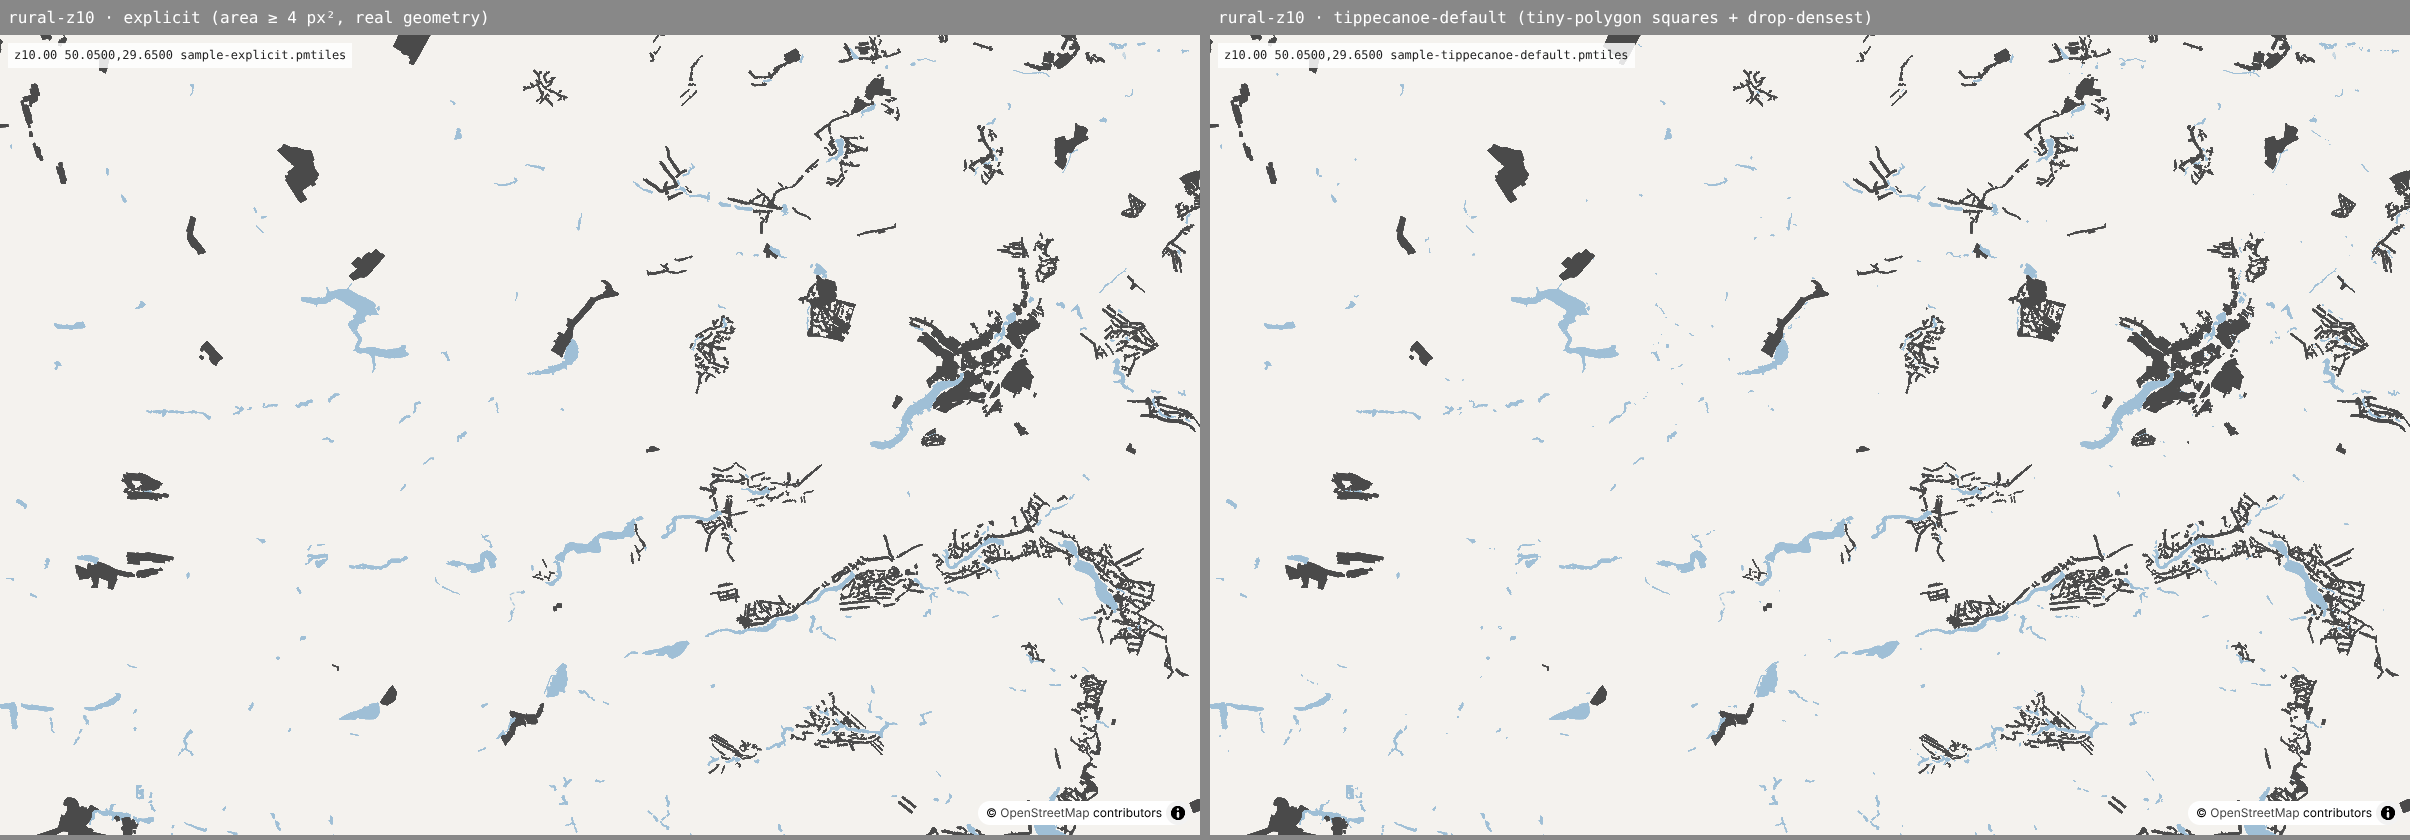 rural-z10 · explicit (area ≥ 4 px², real geometry)
z10.00 50.0500,29.6500 sample-explicit.pmtiles
© OpenStreetMap contributors
rural-z10 · tippecanoe-default (tiny-polygon squares + drop-densest)
z10.00 50.0500,29.6500 sample-tippecanoe-default.pmtiles
© OpenStreetMap contributors